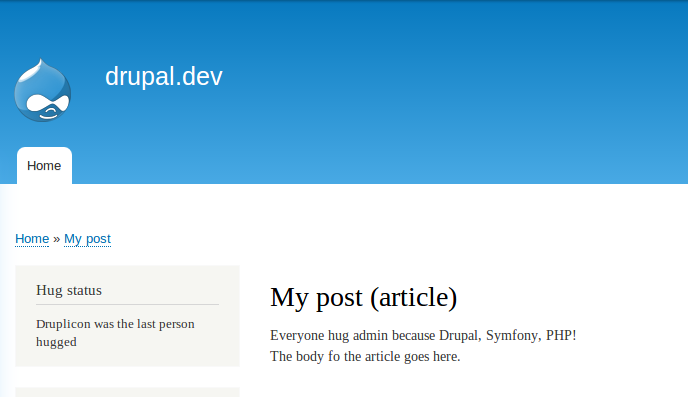 drupal.dev
Home
Home » My post
Hug status
Druplicon was the last person
hugged
My post (article)
Everyone hug admin because Drupal, Symfony, PHP!
The body fo the article goes here.